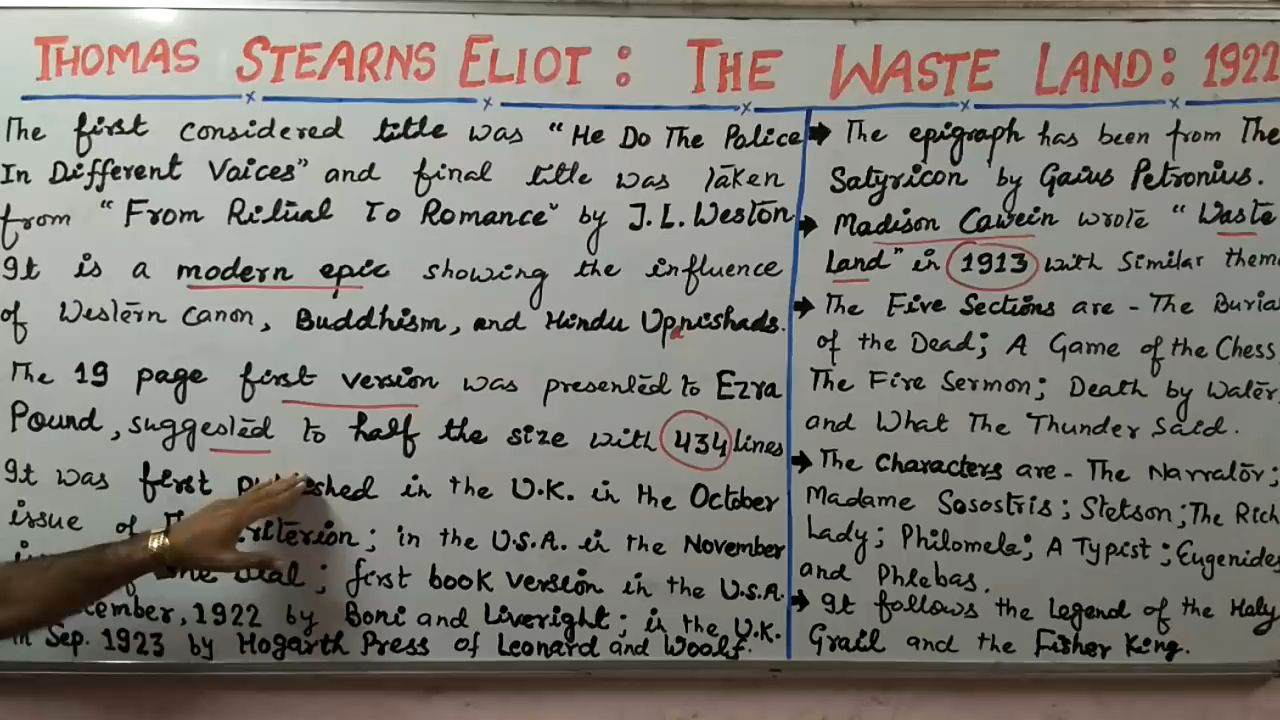 THOMAS STEARNS ELIOT : THE WASTE LAND : 1922
The first considered title was "He Do The Police
In Different Voices" and final title was taken
from "From Ritual To Romance" by J.L. Weston
It is a modern epic showing the influence
of Western Canon, Buddhism, and Hindu Upanishads.
The 19 page first version was presented to Ezra
Pound, suggested to half the size with 434 lines
It was first in the U.K. in the October
issue of ; in the U.S.A. in the November
; first book version in the U.S.A.
1922 by Boni and Liveright ; in the U.K.
in Sep. 1923 by Hogarth Press of Leonard and Woolf.
→ The epigraph has been from The
Satyricon by Gaius Petronius.
→ Madison Cawein wrote "Waste
Land" in 1913 with similar
→ The Five Sections are - The Burial
of the Dead; A Game of the Chess
The Fire Sermon; Death by Water;
and What The Thunder Said.
→ The Characters are - The Narrator;
Madame Sosostris ; Stetson ; The Rich
Lady; Philomela; A Typist ; Eugenides
and Phlebas.
→ It follows the Legend of the Holy
Grail and the Fisher King.